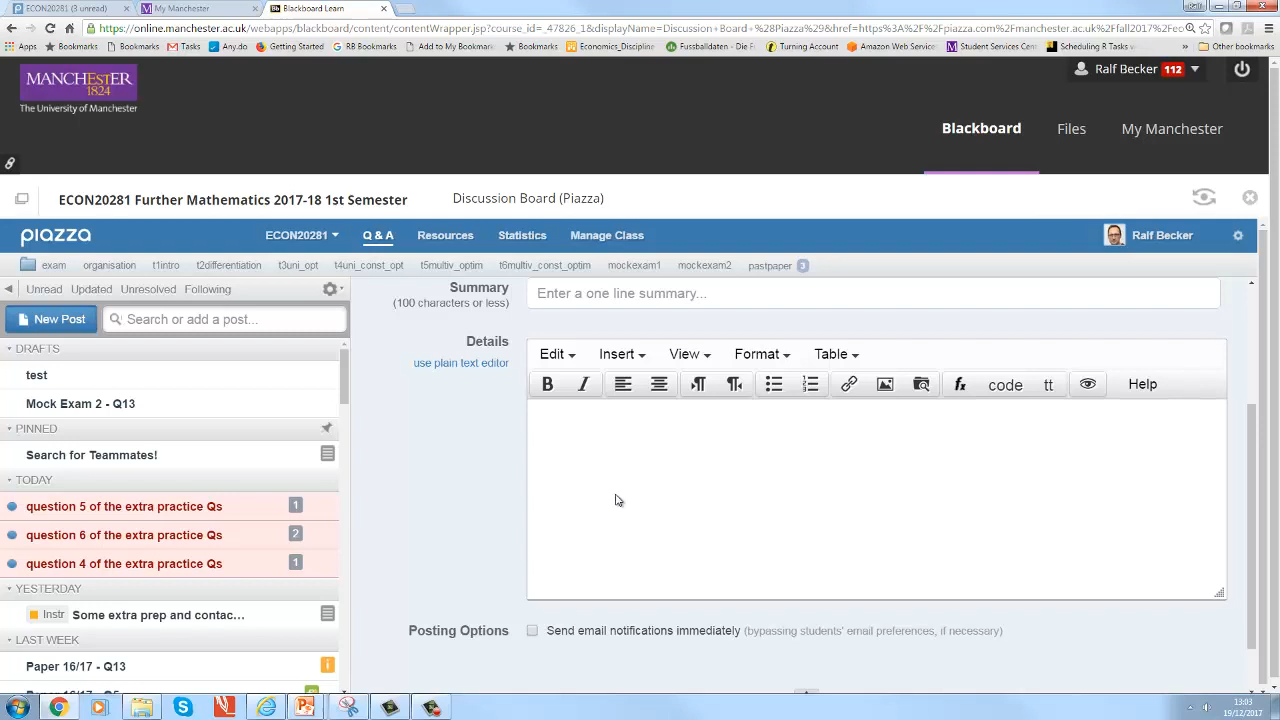 ECON20281 (3 unread)
My Manchester
Blackboard Learn
https://online.manchester.ac.uk/webapps/blackboard/content/contentWrapper.jsp?course_id=_47826_1&displayName=Discussion+Board+%28Piazza%29&href=https%3A%2F%2Fpiazza.com%2Fmanchester.ac.uk%2Ffall2017%2Fec
Apps Bookmarks Gmail Tasks Any.do Bluesky Growth R8 Bookmarks Add to My Bookmark Bookmarks Economics_Discipline Fussballdaten - Die Fu Turning Account Amazon Web Service Student Services Cen Scheduling R Tasks v » Other bookmarks
MANCHESTER
1824
The University of Manchester
Ralf Becker 112
Blackboard Files My Manchester
ECON20281 Further Mathematics 2017-18 1st Semester Discussion Board (Piazza)
piazza ECON20281 Q & A Resources Statistics Manage Class Ralf Becker
exam organisation t1intro t2differentiation t3uni_opt t4uni_const_opt t5multiv_optim t6multiv_const_optim mockexam1 mockexam2 pastpaper 3
Unread Updated Unresolved Following
New Post Search or add a post...
DRAFTS
test
Mock Exam 2 - Q13
PINNED
Search for Teammates!
TODAY
question 5 of the extra practice Qs 1
question 6 of the extra practice Qs 2
question 4 of the extra practice Qs 1
YESTERDAY
Instr Some extra prep and contac...
LAST WEEK
Paper 16/17 - Q13 i
Summary
(100 characters or less)
Enter a one line summary...
Details
use plain text editor
Edit Insert View Format Table
B I fx code tt Help
Posting Options Send email notifications immediately (bypassing students' email preferences, if necessary)
13:03
19/12/2017